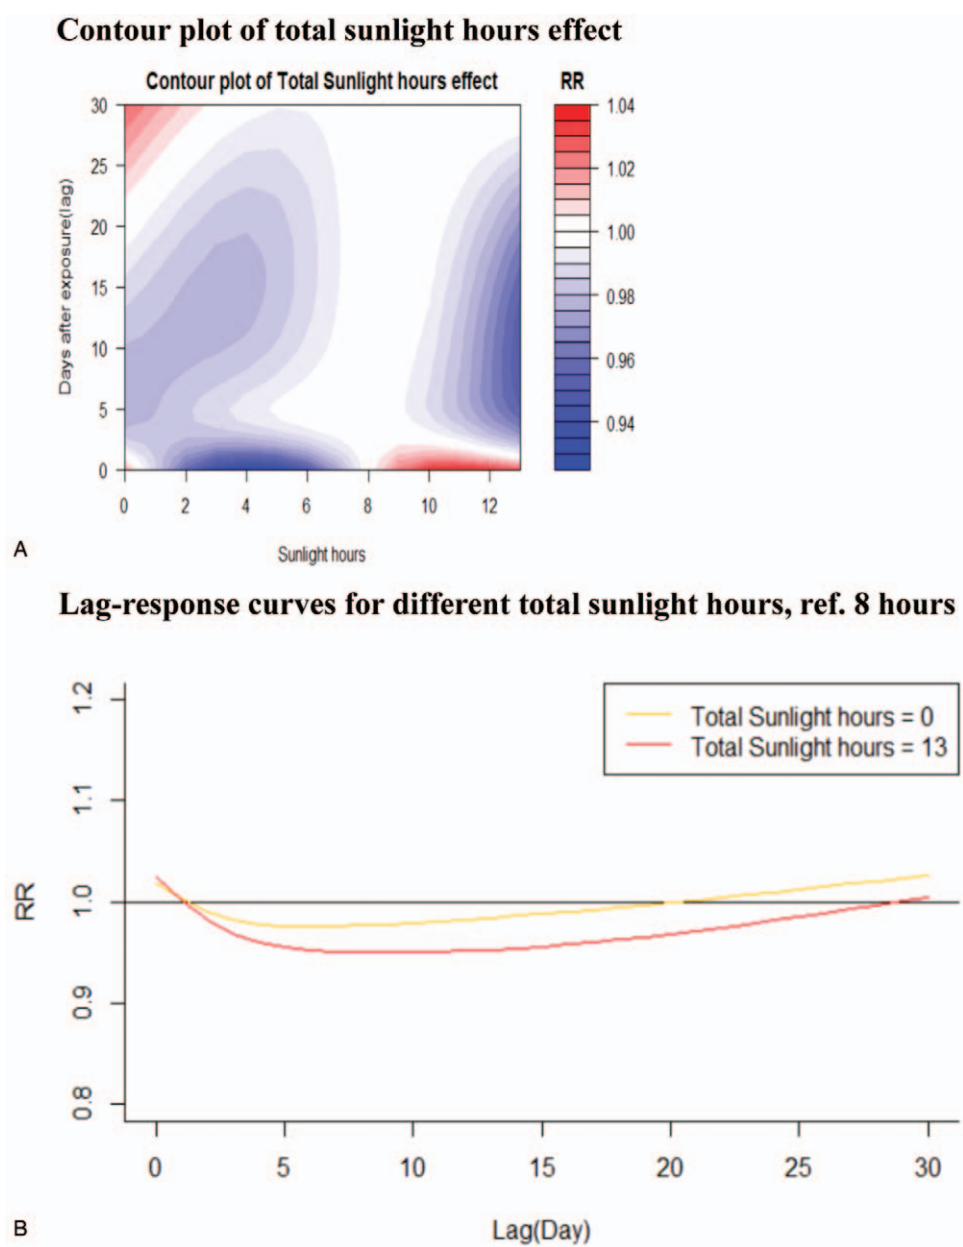 Contour plot of total sunlight hours effect
Contour plot of Total Sunlight hours effect
RR
30
25
20
15
10
5
0
Days after exposure(lag)
0 2 4 6 8 10 12
Sunlight hours
1.04
1.02
1.00
0.98
0.96
0.94
A
Lag-response curves for different total sunlight hours, ref. 8 hours
Total Sunlight hours = 0
Total Sunlight hours = 13
1.2
1.1
1.0
0.9
0.8
RR
0 5 10 15 20 25 30
Lag(Day)
B